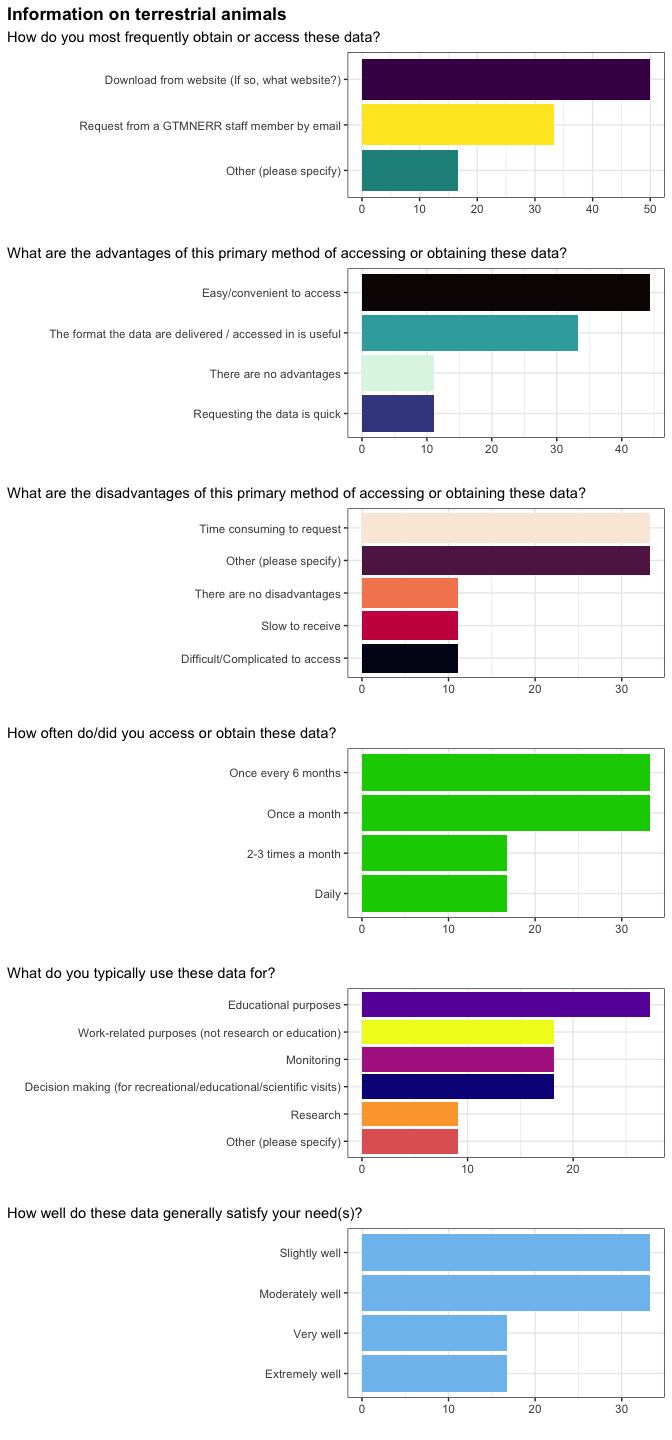 Information on terrestrial animals
How do you most frequently obtain or access these data?
Download from website (If so, what website?)
Request from a GTMNERR staff member by email
Other (please specify)
0 10 20 30 40 50
What are the advantages of this primary method of accessing or obtaining these data?
Easy/convenient to access
The format the data are delivered / accessed in is useful
There are no advantages
Requesting the data is quick
0 10 20 30 40
What are the disadvantages of this primary method of accessing or obtaining these data?
Time consuming to request
Other (please specify)
There are no disadvantages
Slow to receive
Difficult/Complicated to access
0 10 20 30
How often do/did you access or obtain these data?
Once every 6 months
Once a month
2-3 times a month
Daily
0 10 20 30
What do you typically use these data for?
Educational purposes
Work-related purposes (not research or education)
Monitoring
Decision making (for recreational/educational/scientific visits)
Research
Other (please specify)
0 10 20
How well do these data generally satisfy your need(s)?
Slightly well
Moderately well
Very well
Extremely well
0 10 20 30